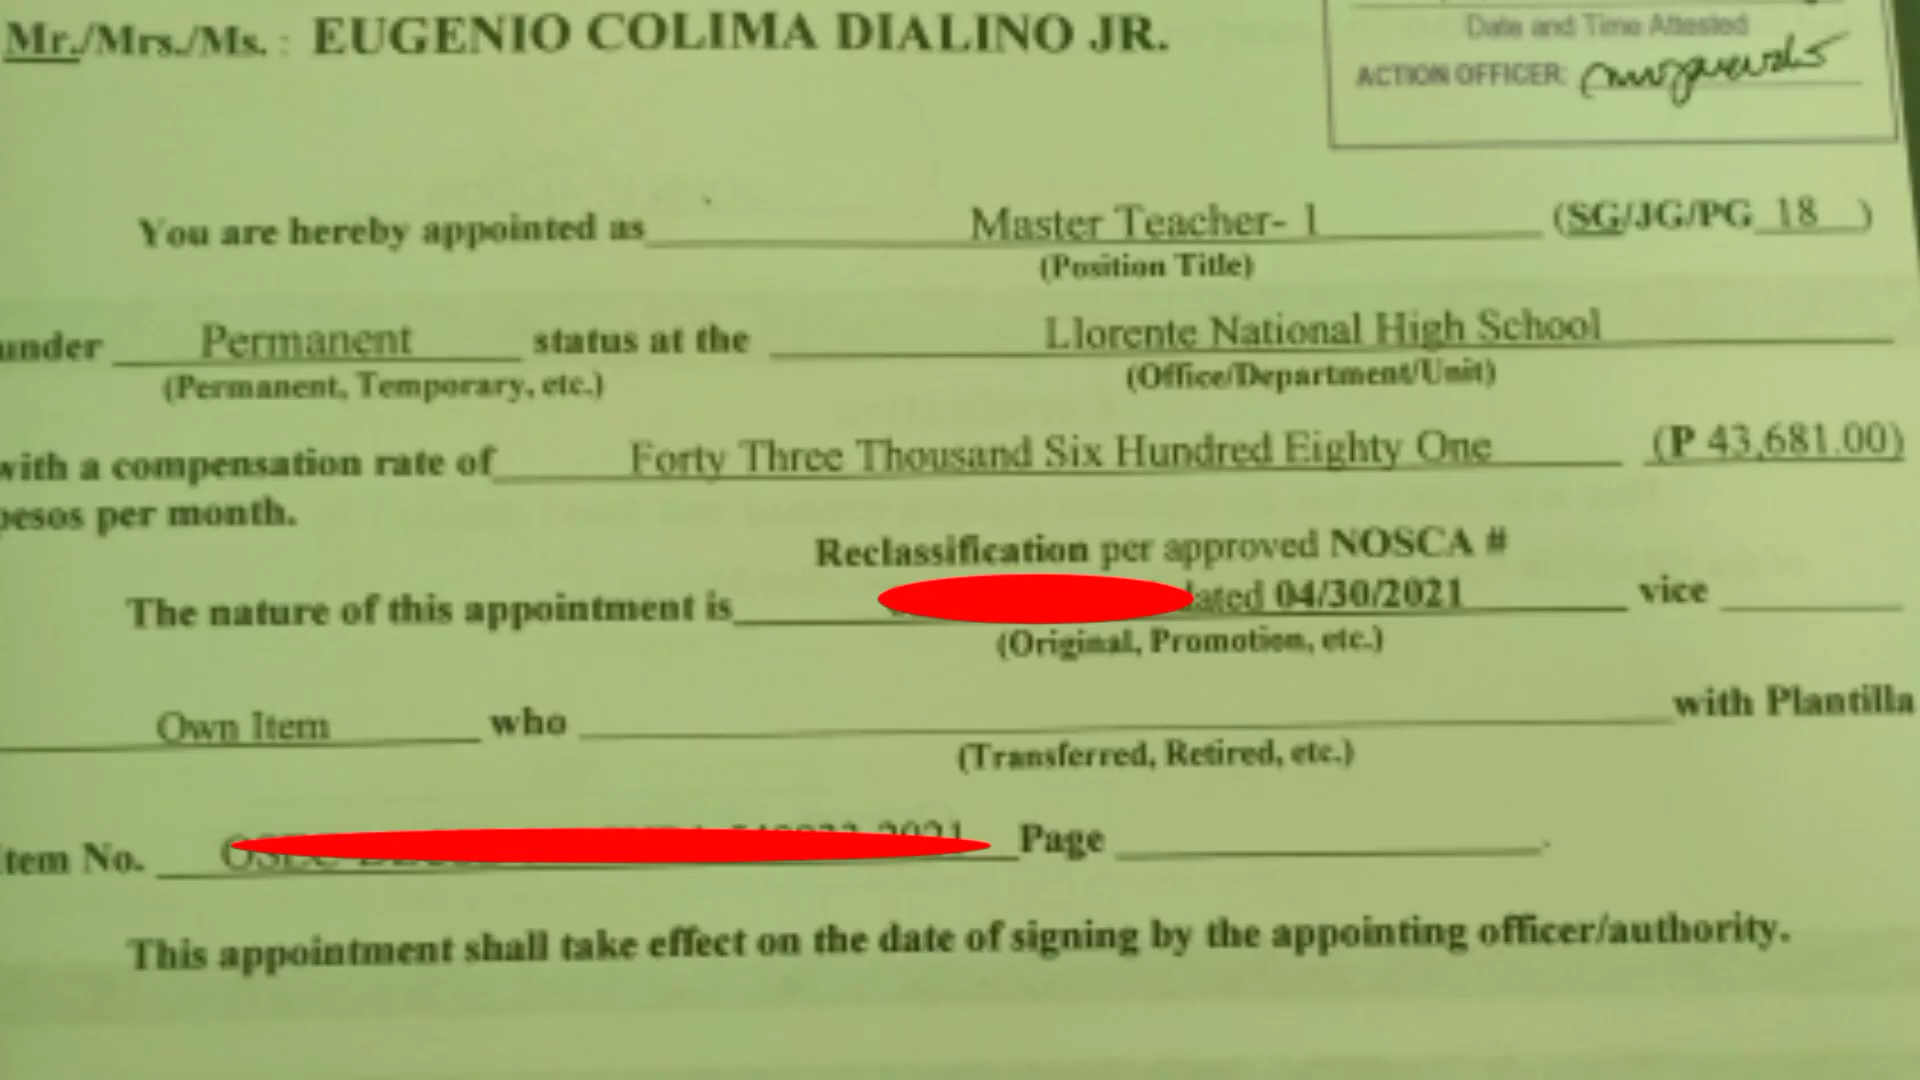 Mr./Mrs./Ms. : EUGENIO COLIMA DIALINO JR.
Date and Time Attested
ACTION OFFICER:
You are hereby appointed as Master Teacher- 1 (SG/JG/PG 18 )
(Position Title)
under Permanent status at the Llorente National High School
(Permanent, Temporary, etc.) (Office/Department/Unit)
with a compensation rate of Forty Three Thousand Six Hundred Eighty One (P 43,681.00)
pesos per month.
Reclassification per approved NOSCA #
The nature of this appointment is dated 04/30/2021 vice
(Original, Promotion, etc.)
Own Item who with Plantilla
(Transferred, Retired, etc.)
Item No. Page .
This appointment shall take effect on the date of signing by the appointing officer/authority.